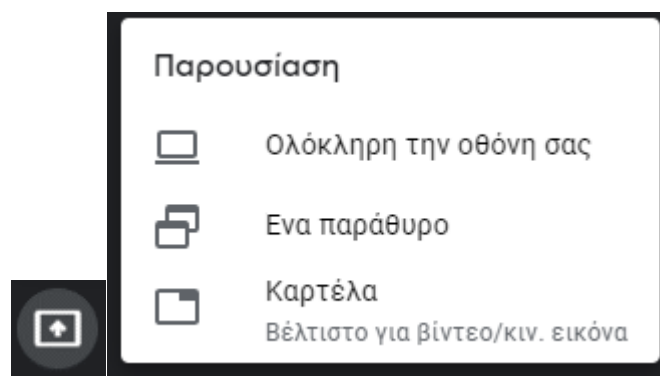 Παρουσίαση
Ολόκληρη την οθόνη σας
Ενα παράθυρο
Καρτέλα
Βέλτιστο για βίντεο/κιν. εικόνα